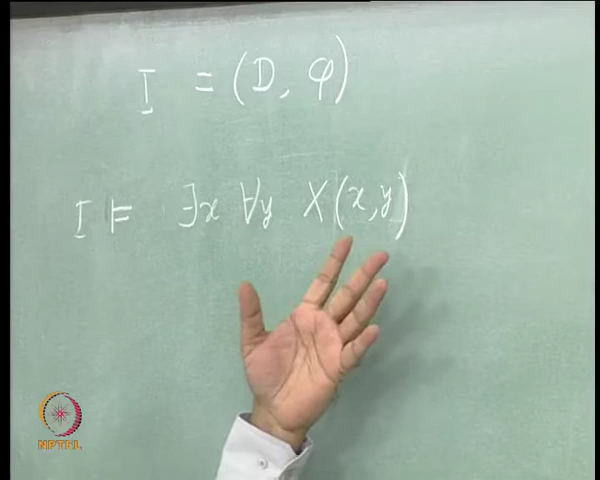 I = (D, φ)
I ⊨ ∃x ∀y X(x,y)
NPTEL